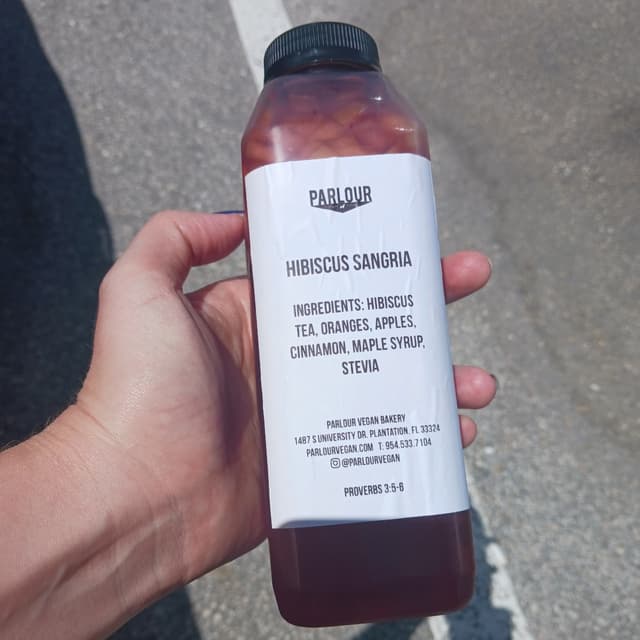 PARLOUR
HIBISCUS SANGRIA
INGREDIENTS: HIBISCUS
TEA, ORANGES, APPLES,
CINNAMON, MAPLE SYRUP,
STEVIA
PARLOUR VEGAN BAKERY
1487 S UNIVERSITY DR. PLANTATION, FL 33324
PARLOURVEGAN.COM T: 954.533.7104
@PARLOURVEGAN
PROVERBS 3:5-6